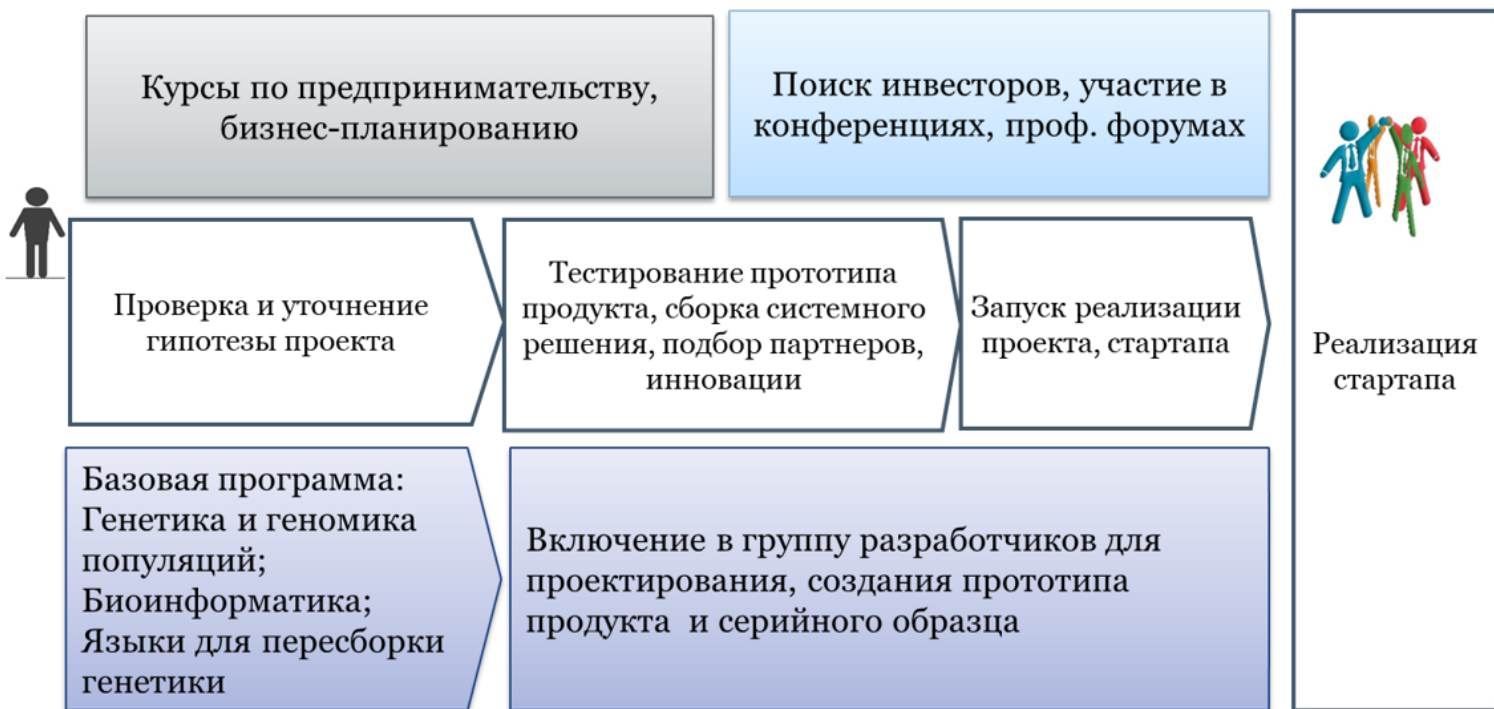 Курсы по предпринимательству,
бизнес-планированию
Поиск инвесторов, участие в
конференциях, проф. форумах
Проверка и уточнение
гипотезы проекта
Тестирование прототипа
продукта, сборка системного
решения, подбор партнеров,
инновации
Запуск реализации
проекта, стартапа
Реализация
стартапа
Базовая программа:
Генетика и геномика
популяций;
Биоинформатика;
Языки для пересборки
генетики
Включение в группу разработчиков для
проектирования, создания прототипа
продукта и серийного образца